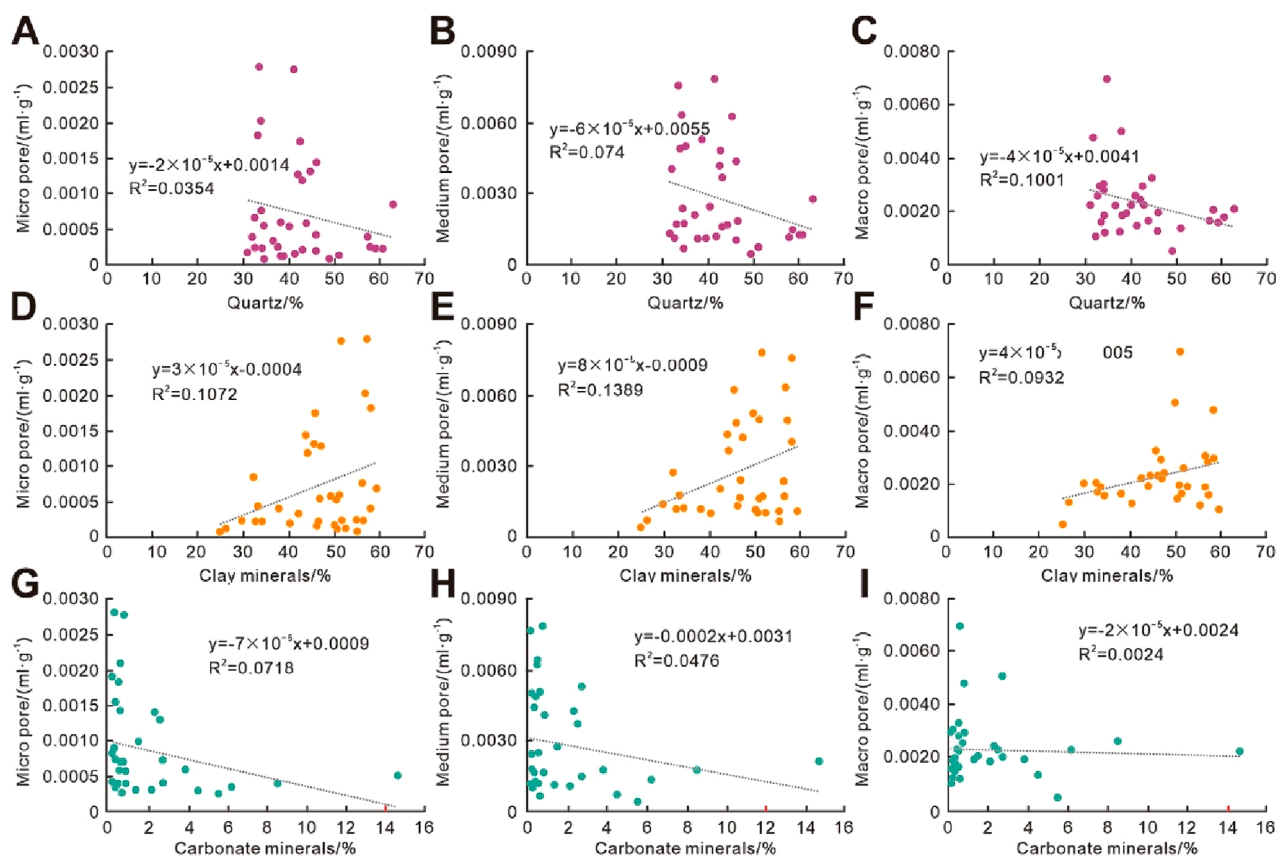 A
Micro pore/(ml·g⁻¹)
0.0030
0.0025
0.0020
0.0015
0.0010
0.0005
0
y=-2×10⁻⁵x+0.0014
R²=0.0354
0 10 20 30 40 50 60 70
Quartz/%
B
Medium pore/(ml·g⁻¹)
0.0090
0.0060
0.0030
0
y=-6×10⁻⁵x+0.0055
R²=0.074
0 10 20 30 40 50 60 70
Quartz/%
C
Macro pore/(ml·g⁻¹)
0.0080
0.0060
0.0040
0.0020
0
y=-4×10⁻⁵x+0.0041
R²=0.1001
0 10 20 30 40 50 60 70
Quartz/%
D
Micro pore/(ml·g⁻¹)
0.0030
0.0025
0.0020
0.0015
0.0010
0.0005
0
y=3×10⁻⁵x-0.0004
R²=0.1072
0 10 20 30 40 50 60 70
Clay minerals/%
E
Medium pore/(ml·g⁻¹)
0.0090
0.0060
0.0030
0
y=8×10⁻⁵x-0.0009
R²=0.1389
0 10 20 30 40 50 60 70
Clay minerals/%
F
Macro pore/(ml·g⁻¹)
0.0080
0.0060
0.0040
0.0020
0
y=4×10⁻⁵ 005
R²=0.0932
0 10 20 30 40 50 60 70
Clay minerals/%
G
Micro pore/(ml·g⁻¹)
0.0030
0.0025
0.0020
0.0015
0.0010
0.0005
0
y=-7×10⁻⁵x+0.0009
R²=0.0718
0 2 4 6 8 10 12 14 16
Carbonate minerals/%
H
Medium pore/(ml·g⁻¹)
0.0090
0.0060
0.0030
0
y=-0.0002x+0.0031
R²=0.0476
0 2 4 6 8 10 12 14 16
Carbonate minerals/%
I
Macro pore/(ml·g⁻¹)
0.0080
0.0060
0.0040
0.0020
0
y=-2×10⁻⁵x+0.0024
R²=0.0024
0 2 4 6 8 10 12 14 16
Carbonate minerals/%